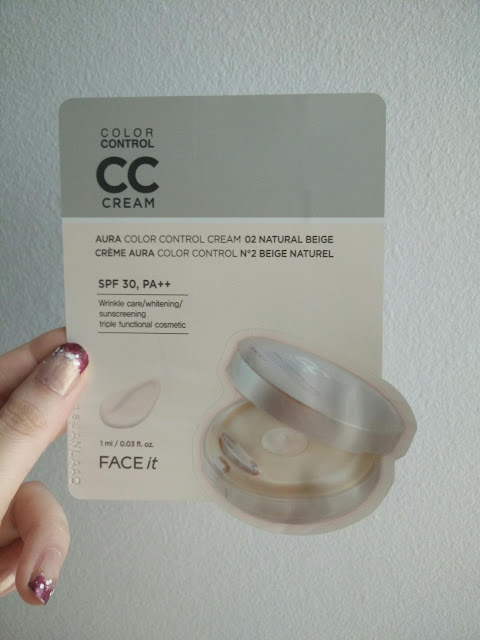 COLOR
CONTROL
CC
CREAM
AURA COLOR CONTROL CREAM 02 NATURAL BEIGE
CRÈME AURA COLOR CONTROL N°2 BEIGE NATUREL
SPF 30, PA++
Wrinkle care/whitening/
sunscreening
triple functional cosmetic
1 ml / 0.03 fl. oz.
FACE it